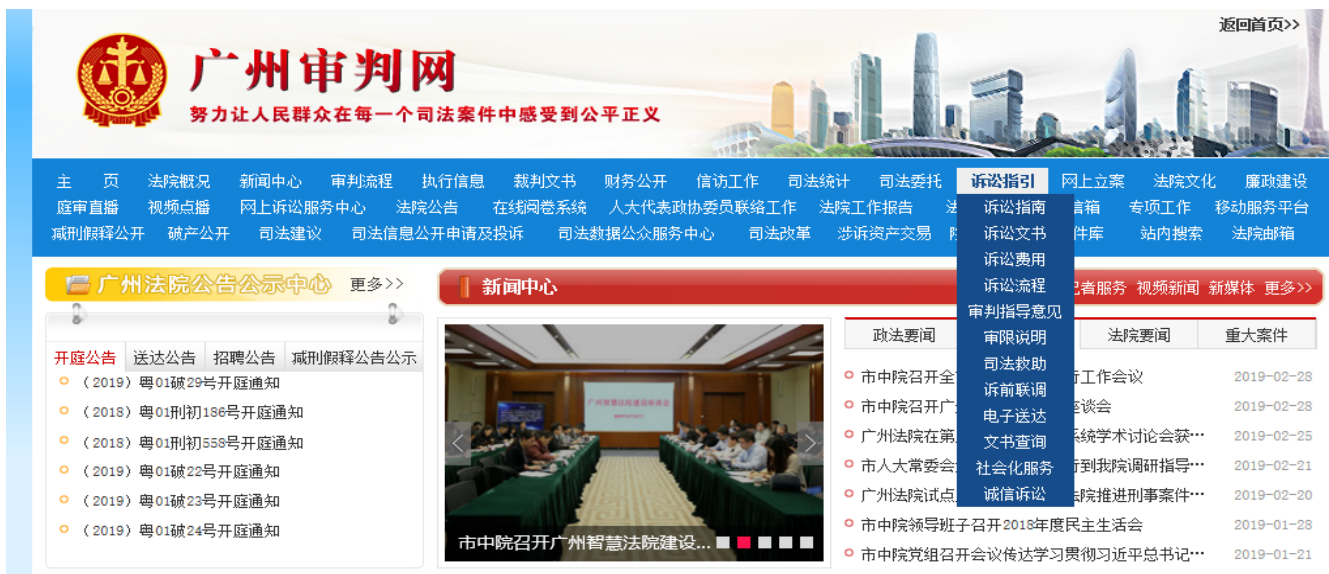 返回首页>>
广州审判网
努力让人民群众在每一个司法案件中感受到公平正义
主 页 法院概况 新闻中心 审判流程 执行信息 裁判文书 财务公开 信访工作 司法统计 司法委托 诉讼指引 网上立案 法院文化 廉政建设
庭审直播 视频点播 网上诉讼服务中心 法院公告 在线阅卷系统 人大代表政协委员联络工作 法院工作报告 诉讼指南 信箱 专项工作 移动服务平台
减刑假释公开 破产公开 司法建议 司法信息公开申请及投诉 司法数据公众服务中心 司法改革 涉诉资产交易 诉讼文书 件库 站内搜索 法院邮箱
诉讼费用
诉讼流程
审判指导意见
审限说明
司法救助
诉前联调
电子送达
文书查询
社会化服务
诚信诉讼
广州法院公告公示中心 更多>>
开庭公告 送达公告 招聘公告 减刑假释公告公示
（2019）粤01破29号开庭通知
（2018）粤01刑初186号开庭通知
（2018）粤01刑初558号开庭通知
（2019）粤01破22号开庭通知
（2019）粤01破23号开庭通知
（2019）粤01破24号开庭通知
新闻中心 记者服务 视频新闻 新媒体 更多>>
广州智慧法院建设座谈会
市中院召开广州智慧法院建设...
政法要闻 法院要闻 重大案件
市中院召开全 行工作会议 2019-02-28
市中院召开广 座谈会 2019-02-28
广州法院在第 系统学术讨论会获… 2019-02-25
市人大常委会 行到我院调研指导… 2019-02-21
广州法院试点 法院推进刑事案件… 2019-02-20
市中院领导班子召开2018年度民主生活会 2019-01-28
市中院党组召开会议传达学习贯彻习近平总书记… 2019-01-21